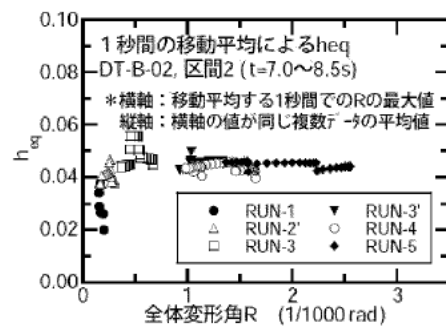 0.10
1秒間の移動平均によるheq
DT-B-02, 区間2 (t=7.0～8.5s)
0.08
*横軸：移動平均する1秒間でのRの最大値
縦軸：横軸の値が同じ複数データの平均値
0.06
heq
0.04
RUN-1 RUN-3'
RUN-2' RUN-4
0.02
RUN-3 RUN-5
0.00
0 1 2 3
全体変形角R (1/1000 rad)